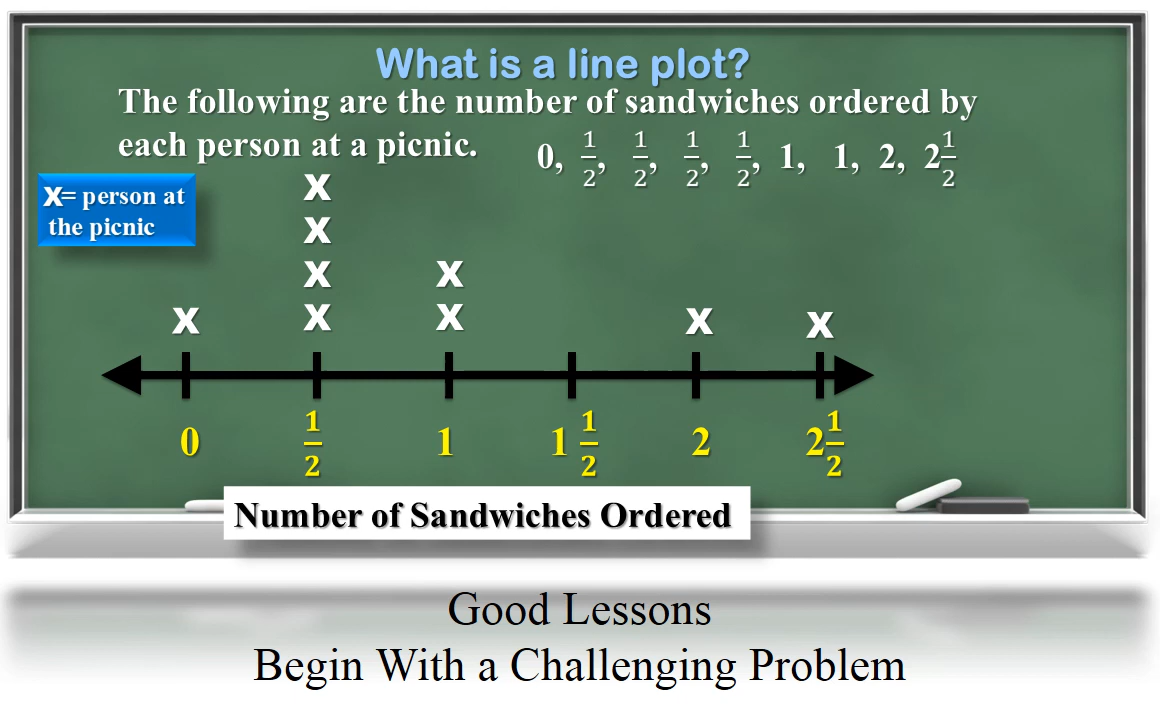 What is a line plot?
The following are the number of sandwiches ordered by
each person at a picnic.
0, 1/2, 1/2, 1/2, 1/2, 1, 1, 2, 2 1/2
x= person at
the picnic
x
x
x x
x x x x x
0 1/2 1 1 1/2 2 2 1/2
Number of Sandwiches Ordered
Good Lessons
Begin With a Challenging Problem